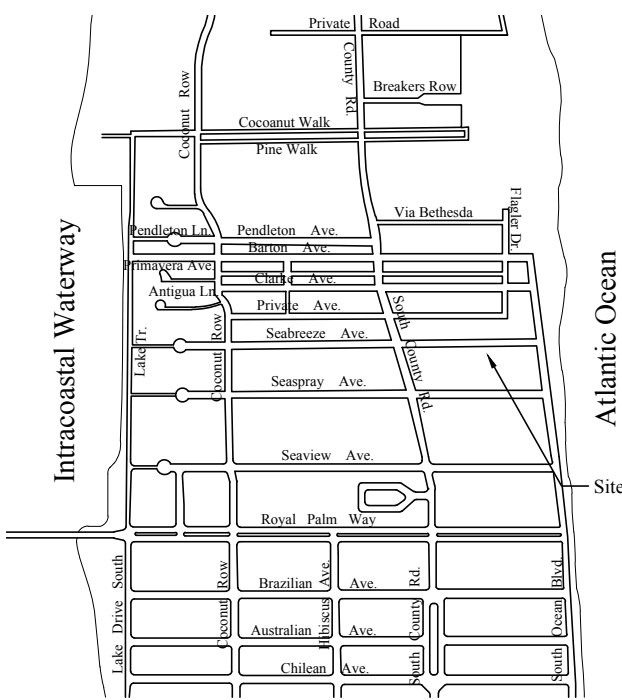 Private Road
County Rd.
Coconut Row
Breakers Row
Cocoanut Walk
Pine Walk
Via Bethesda
Flagler Dr.
Pendleton Ln.
Pendleton Ave.
Barton Ave.
Primavera Ave.
Clarke Ave.
Antigua Ln.
Private Ave.
Intracoastal Waterway
Atlantic Ocean
Lake Tr.
Coconut Row
South County Rd.
Seabreeze Ave.
Seaspray Ave.
Seaview Ave.
Site
Royal Palm Way
Lake Drive South
Coconut Row
Hibiscus Ave.
South County Rd.
South Ocean Blvd.
Brazilian Ave.
Australian Ave.
Chilean Ave.